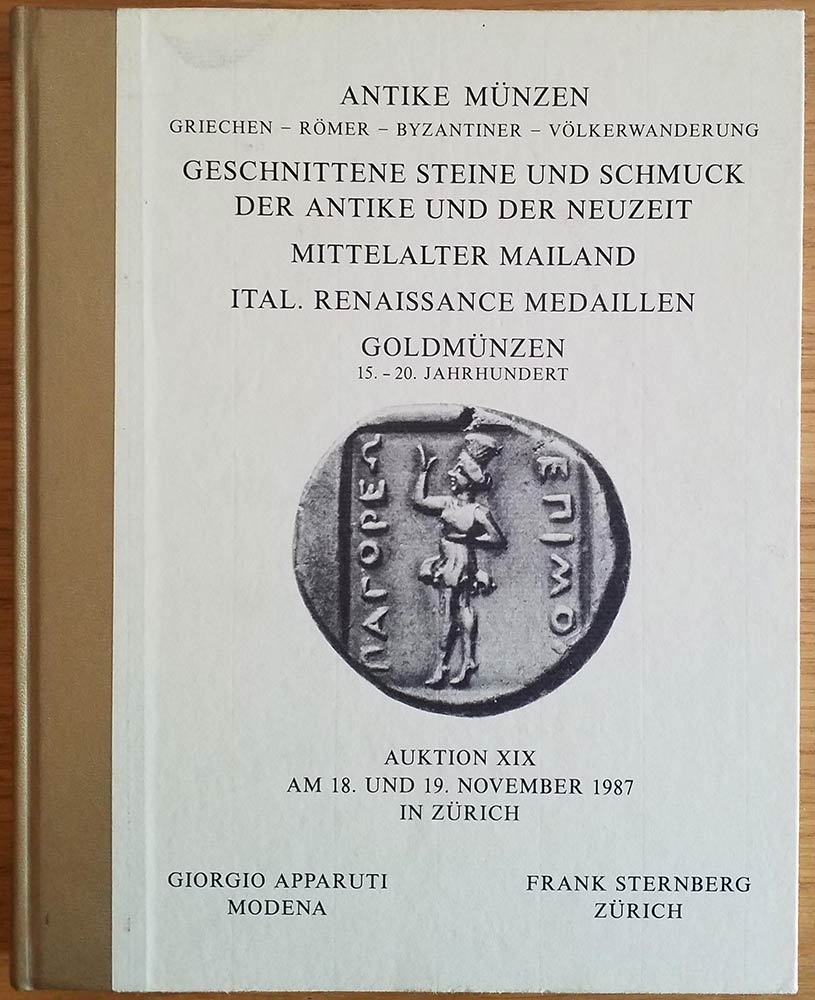 ANTIKE MÜNZEN
GRIECHEN – RÖMER – BYZANTINER – VÖLKERWANDERUNG
GESCHNITTENE STEINE UND SCHMUCK
DER ANTIKE UND DER NEUZEIT
MITTELALTER MAILAND
ITAL. RENAISSANCE MEDAILLEN
GOLDMÜNZEN
15. – 20. JAHRHUNDERT
ΠΑΓΟΡΕΩ
ΕΠΙΜΟ
AUKTION XIX
AM 18. UND 19. NOVEMBER 1987
IN ZÜRICH
GIORGIO APPARUTI
MODENA
FRANK STERNBERG
ZÜRICH